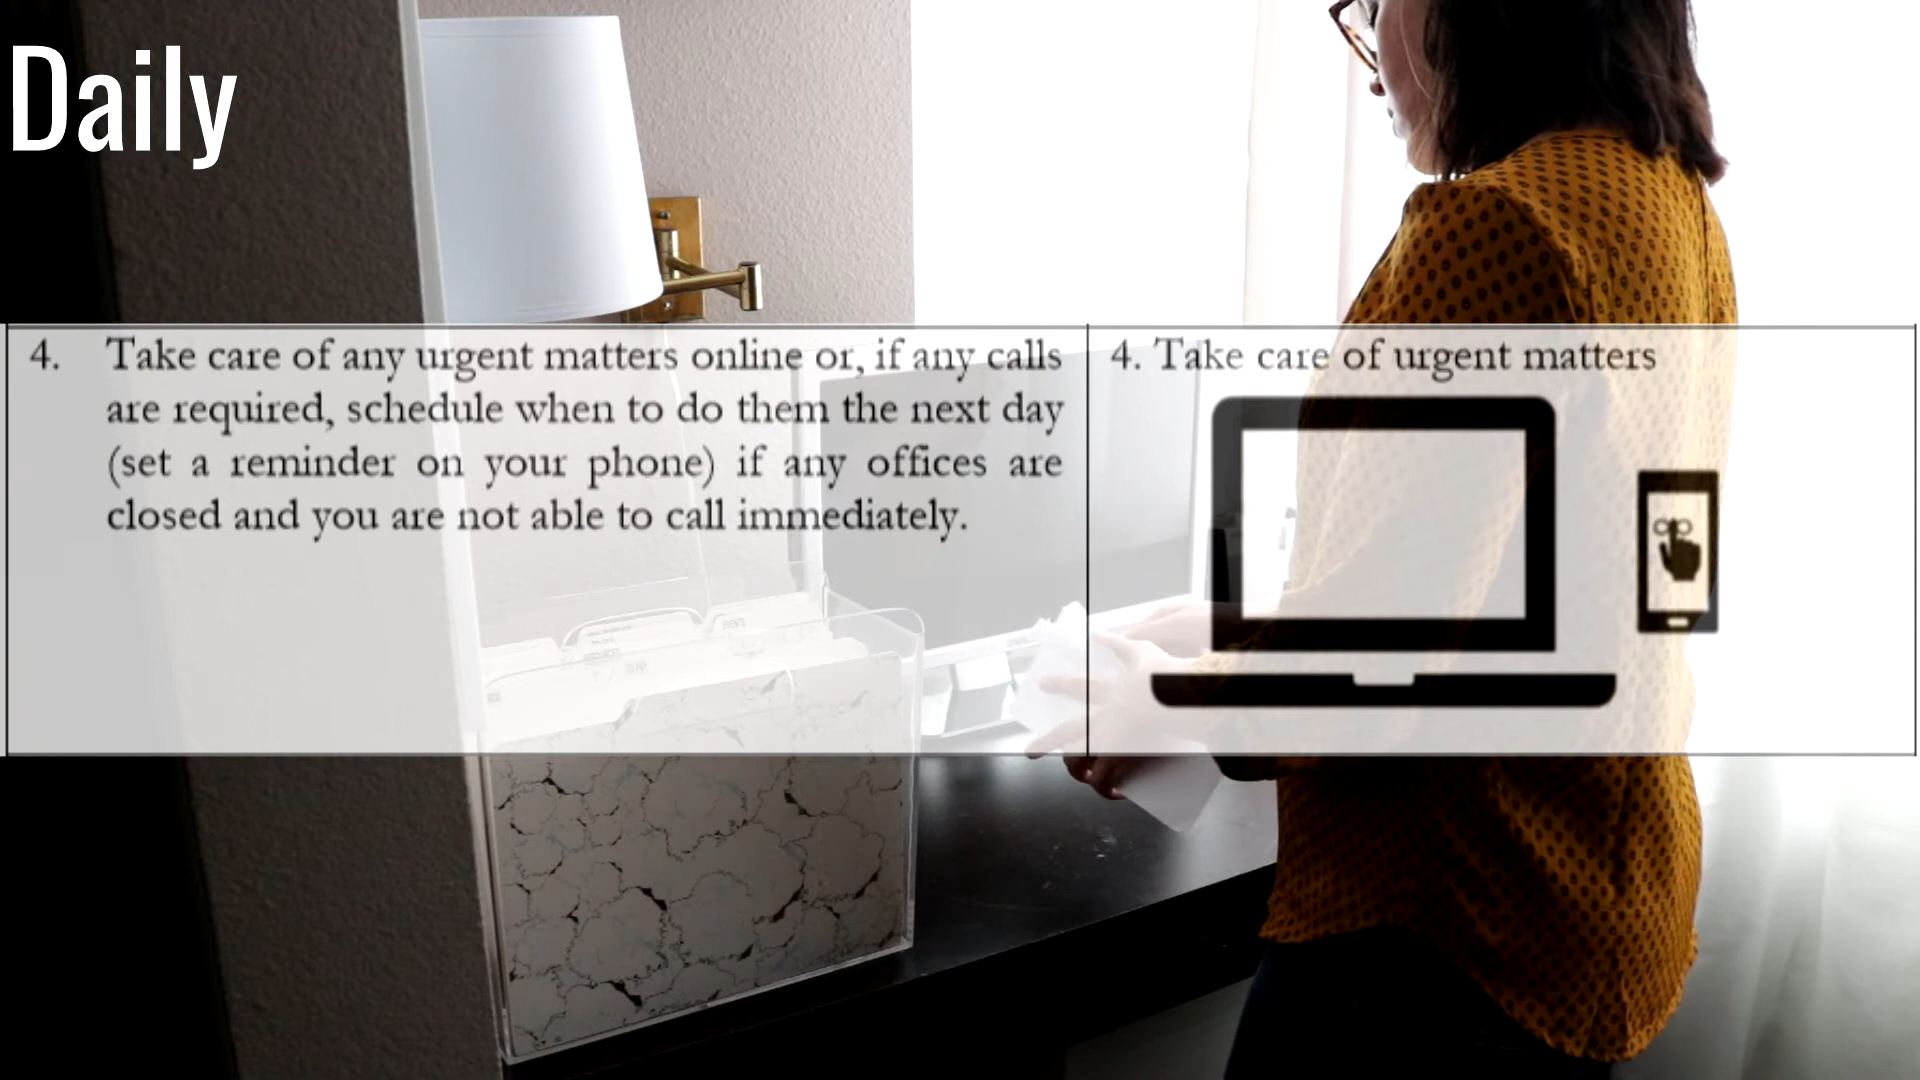 Daily
4. Take care of any urgent matters online or, if any calls
are required, schedule when to do them the next day
(set a reminder on your phone) if any offices are
closed and you are not able to call immediately.
4. Take care of urgent matters